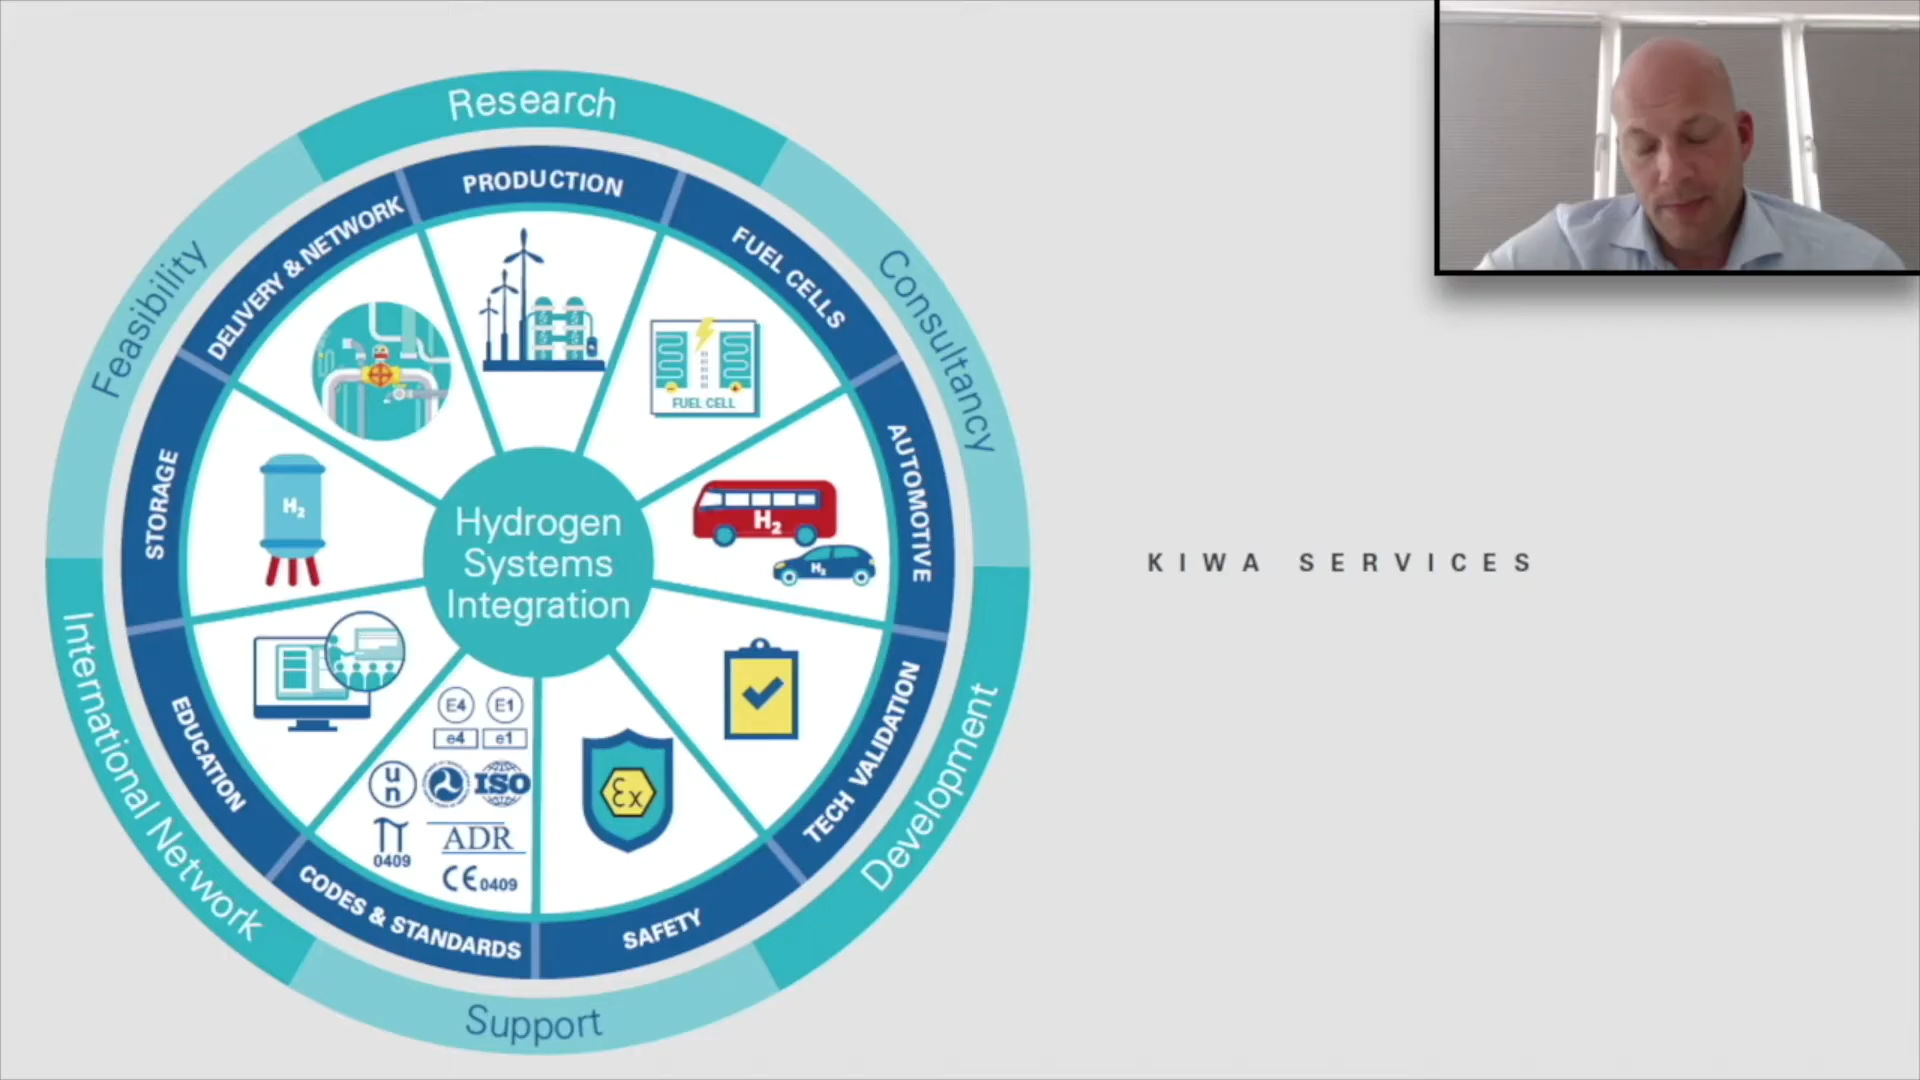 Research
Consultancy
Development
Support
International Network
Feasibility
PRODUCTION
FUEL CELLS
AUTOMOTIVE
TECH VALIDATION
SAFETY
CODES & STANDARDS
EDUCATION
STORAGE
DELIVERY & NETWORK
FUEL CELL
H2
H2
H2
Hydrogen
Systems
Integration
E4 E1
e4 e1
un ISO
π ADR
0409
CE 0409
Ex
KIWA SERVICES